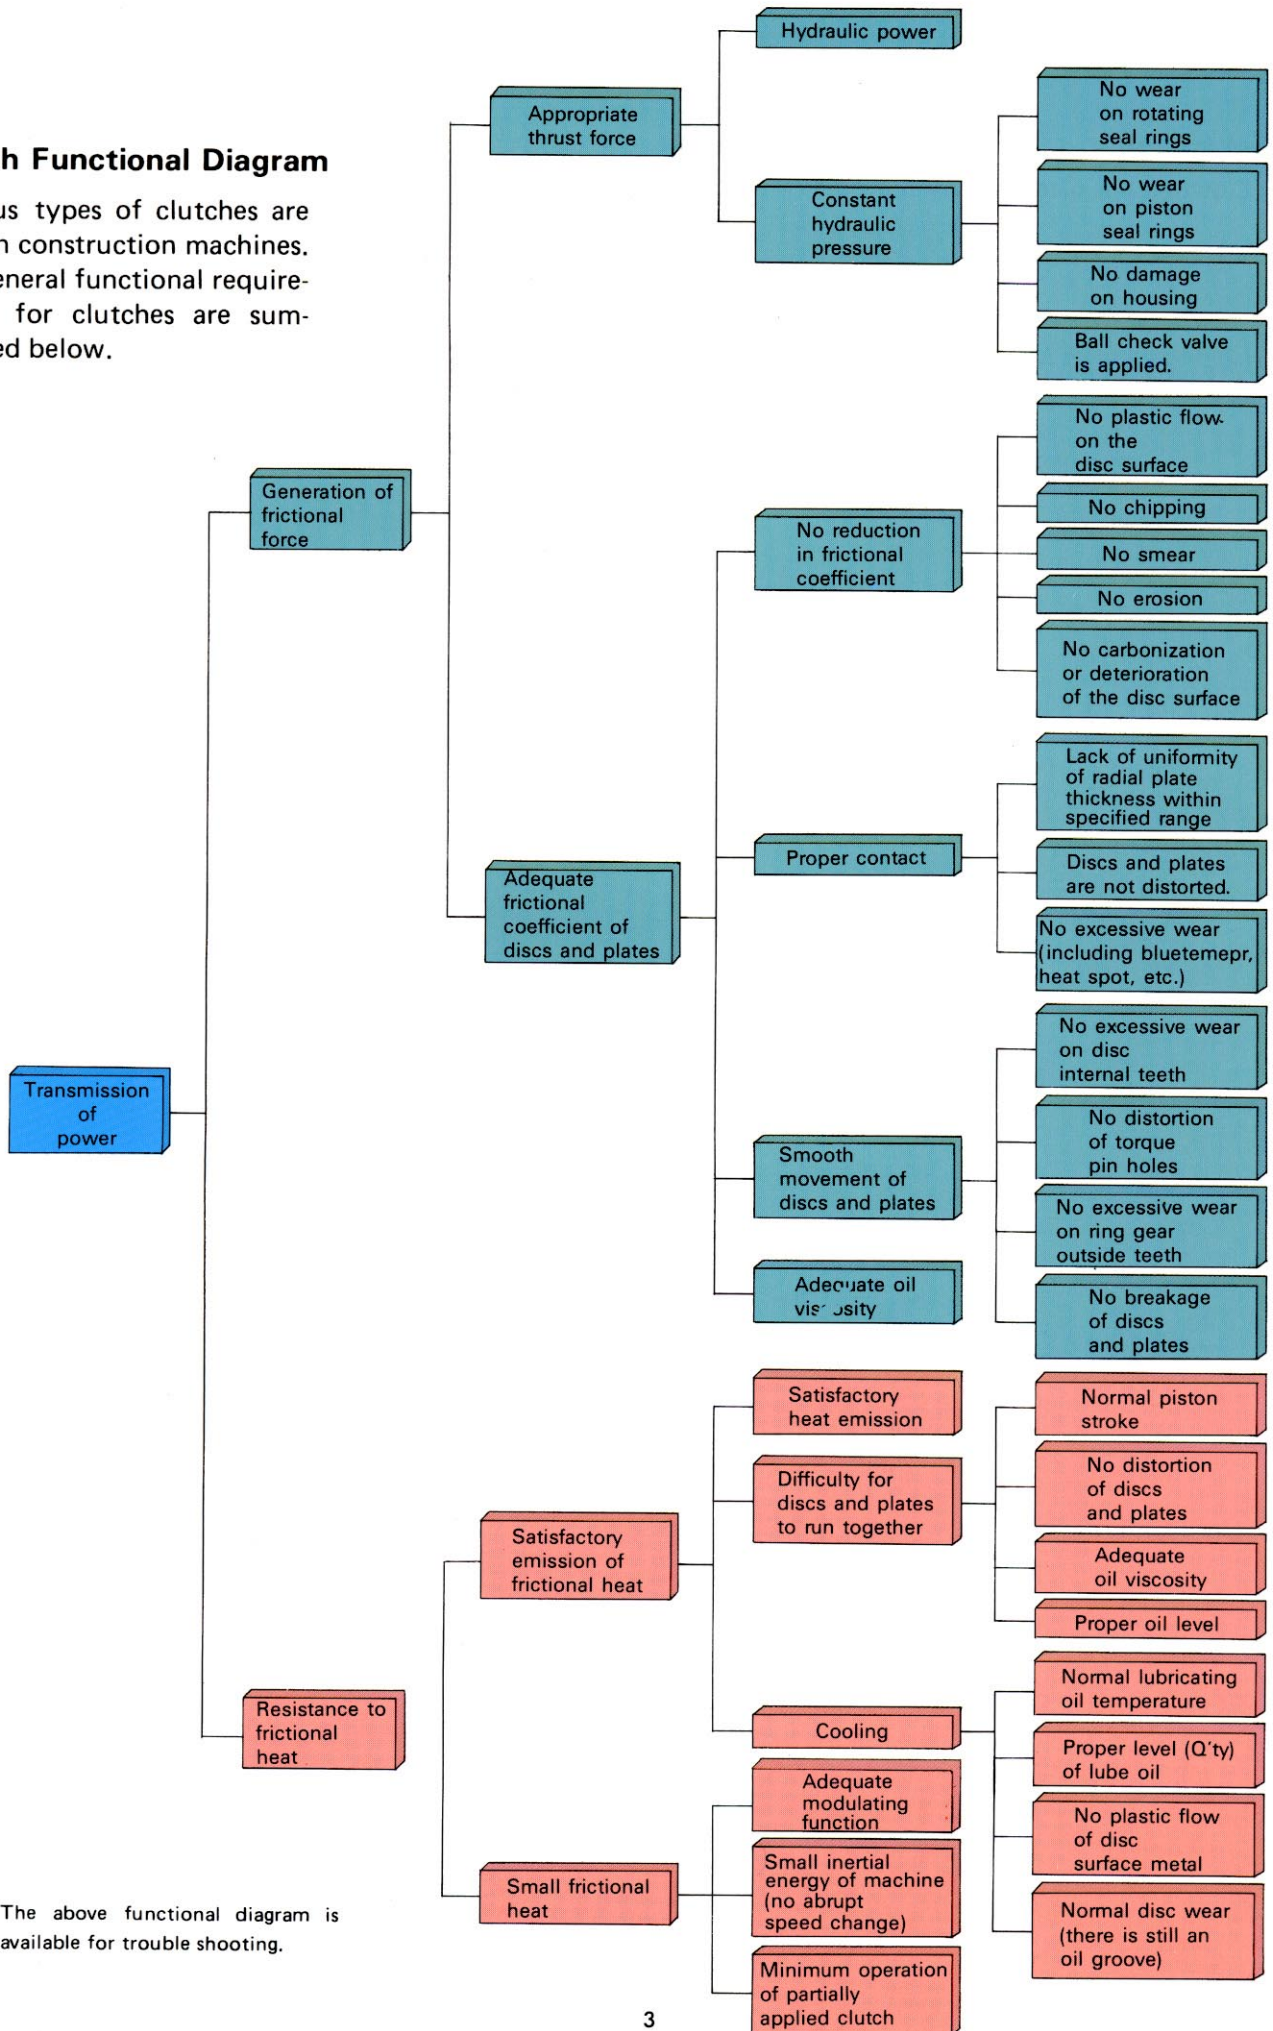 h Functional Diagram
us types of clutches are
n construction machines.
eneral functional require-
for clutches are sum-
ed below.
Transmission
of
power
Generation of
frictional
force
Resistance to
frictional
heat
Appropriate
thrust force
Adequate
frictional
coefficient of
discs and plates
Satisfactory
emission of
frictional heat
Small frictional
heat
Hydraulic power
Constant
hydraulic
pressure
No reduction
in frictional
coefficient
Proper contact
Smooth
movement of
discs and plates
Adequate oil
viscosity
Satisfactory
heat emission
Difficulty for
discs and plates
to run together
Cooling
Adequate
modulating
function
Small inertial
energy of machine
(no abrupt
speed change)
Minimum operation
of partially
applied clutch
No wear
on rotating
seal rings
No wear
on piston
seal rings
No damage
on housing
Ball check valve
is applied.
No plastic flow
on the
disc surface
No chipping
No smear
No erosion
No carbonization
or deterioration
of the disc surface
Lack of uniformity
of radial plate
thickness within
specified range
Discs and plates
are not distorted.
No excessive wear
(including bluetemepr,
heat spot, etc.)
No excessive wear
on disc
internal teeth
No distortion
of torque
pin holes
No excessive wear
on ring gear
outside teeth
No breakage
of discs
and plates
Normal piston
stroke
No distortion
of discs
and plates
Adequate
oil viscosity
Proper oil level
Normal lubricating
oil temperature
Proper level (Q'ty)
of lube oil
No plastic flow
of disc
surface metal
Normal disc wear
(there is still an
oil groove)
The above functional diagram is
available for trouble shooting.
3